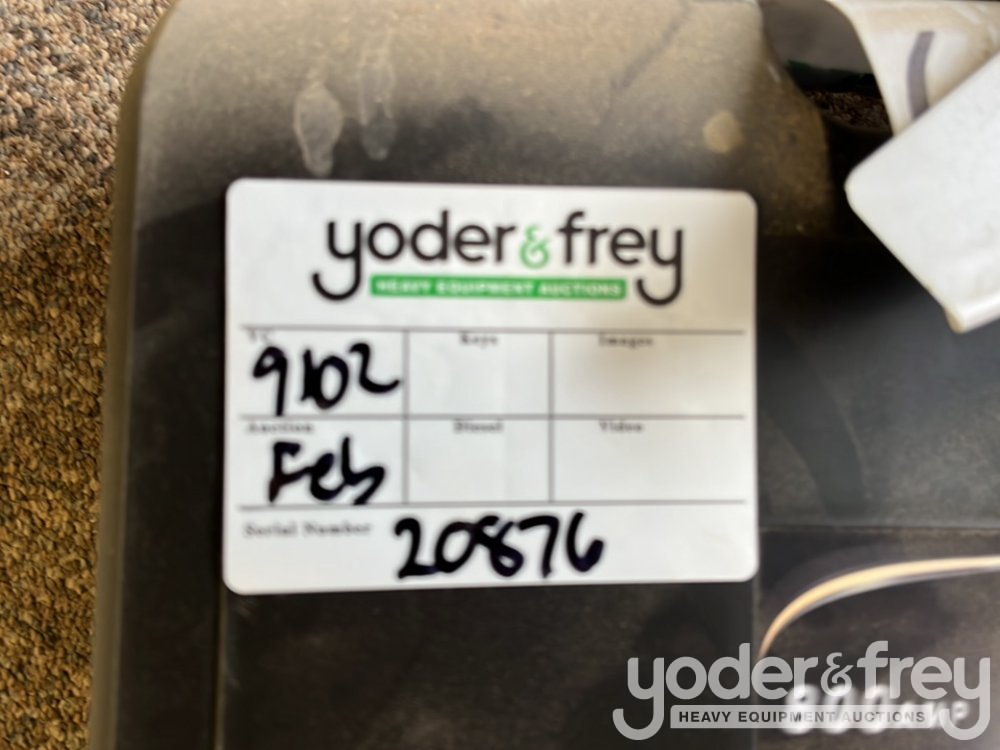 yoder & frey
HEAVY EQUIPMENT AUCTIONS
Keys Images
9102
Auction Diesel Video
Feb
Serial Number 20876
yoder & frey
HEAVY EQUIPMENT AUCTIONS